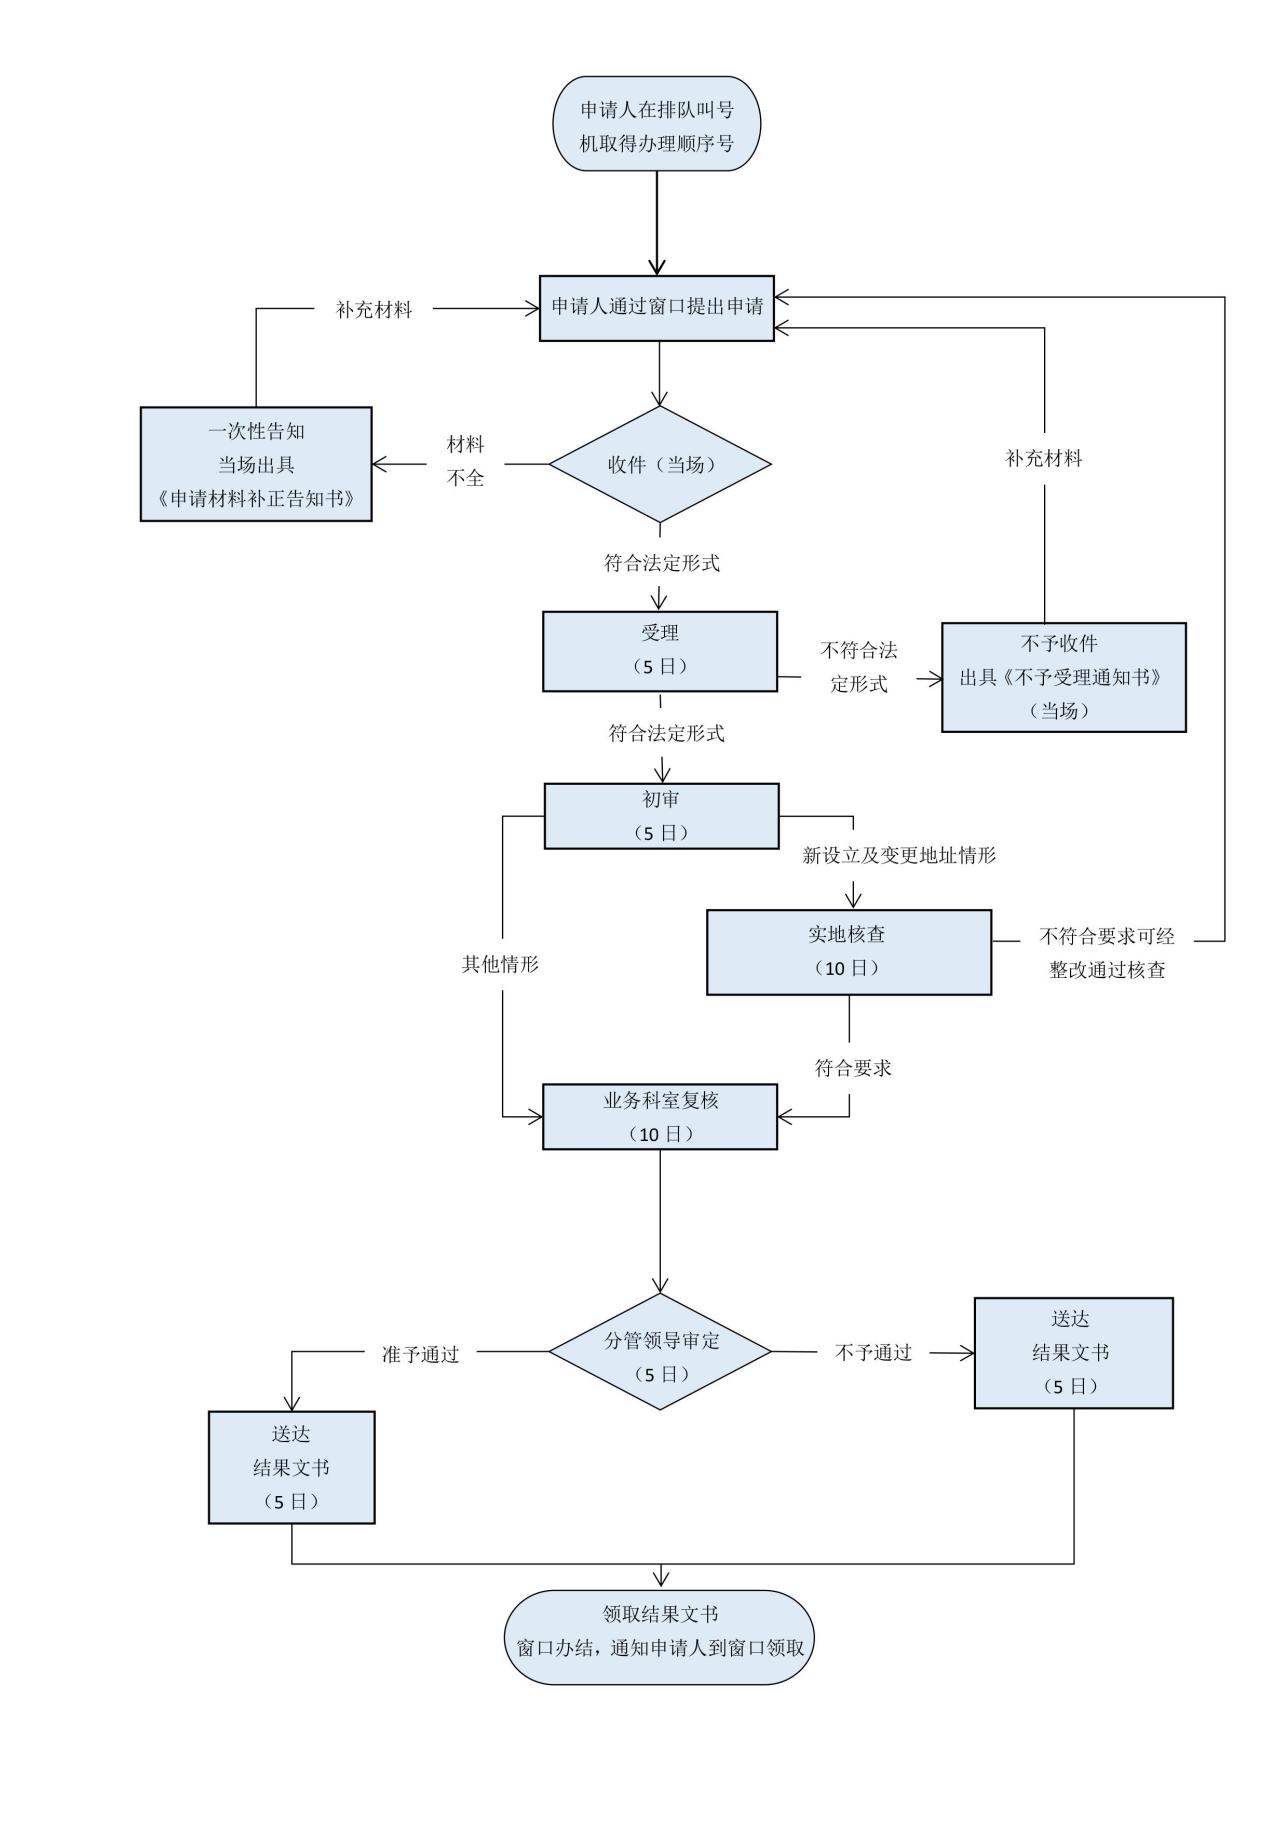 申请人在排队叫号
机取得办理顺序号
补充材料
申请人通过窗口提出申请
一次性告知
当场出具
《申请材料补正告知书》
材料
不全
收件（当场）
补充材料
符合法定形式
受理
（5 日）
不符合法
定形式
不予收件
出具《不予受理通知书》
（当场）
符合法定形式
初审
（5 日）
新设立及变更地址情形
实地核查
（10 日）
不符合要求可经
整改通过核查
其他情形
符合要求
业务科室复核
（10 日）
分管领导审定
（5 日）
准予通过
不予通过
送达
结果文书
（5 日）
送达
结果文书
（5 日）
领取结果文书
窗口办结，通知申请人到窗口领取